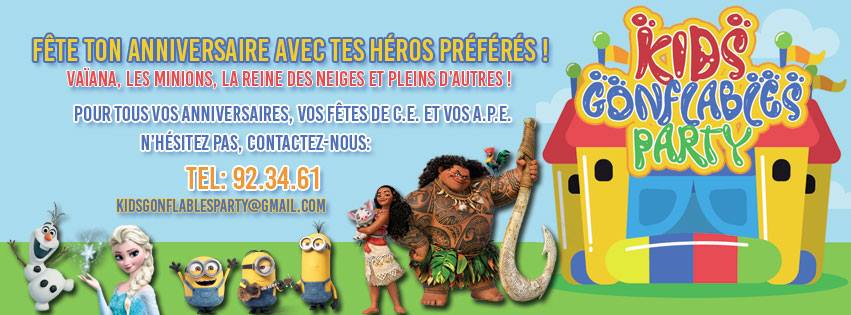 FÊTE TON ANNIVERSAIRE AVEC TES HÉROS PRÉFÉRÉS !
VAÏANA, LES MINIONS, LA REINE DES NEIGES ET PLEINS D'AUTRES !
POUR TOUS VOS ANNIVERSAIRES, VOS FÊTES DE C.E. ET VOS A.P.E.
N'HÉSITEZ PAS, CONTACTEZ-NOUS:
TEL: 92.34.61
KIDSGONFLABLESPARTY@GMAIL.COM
KIDS
GONFLABLES
PARTY